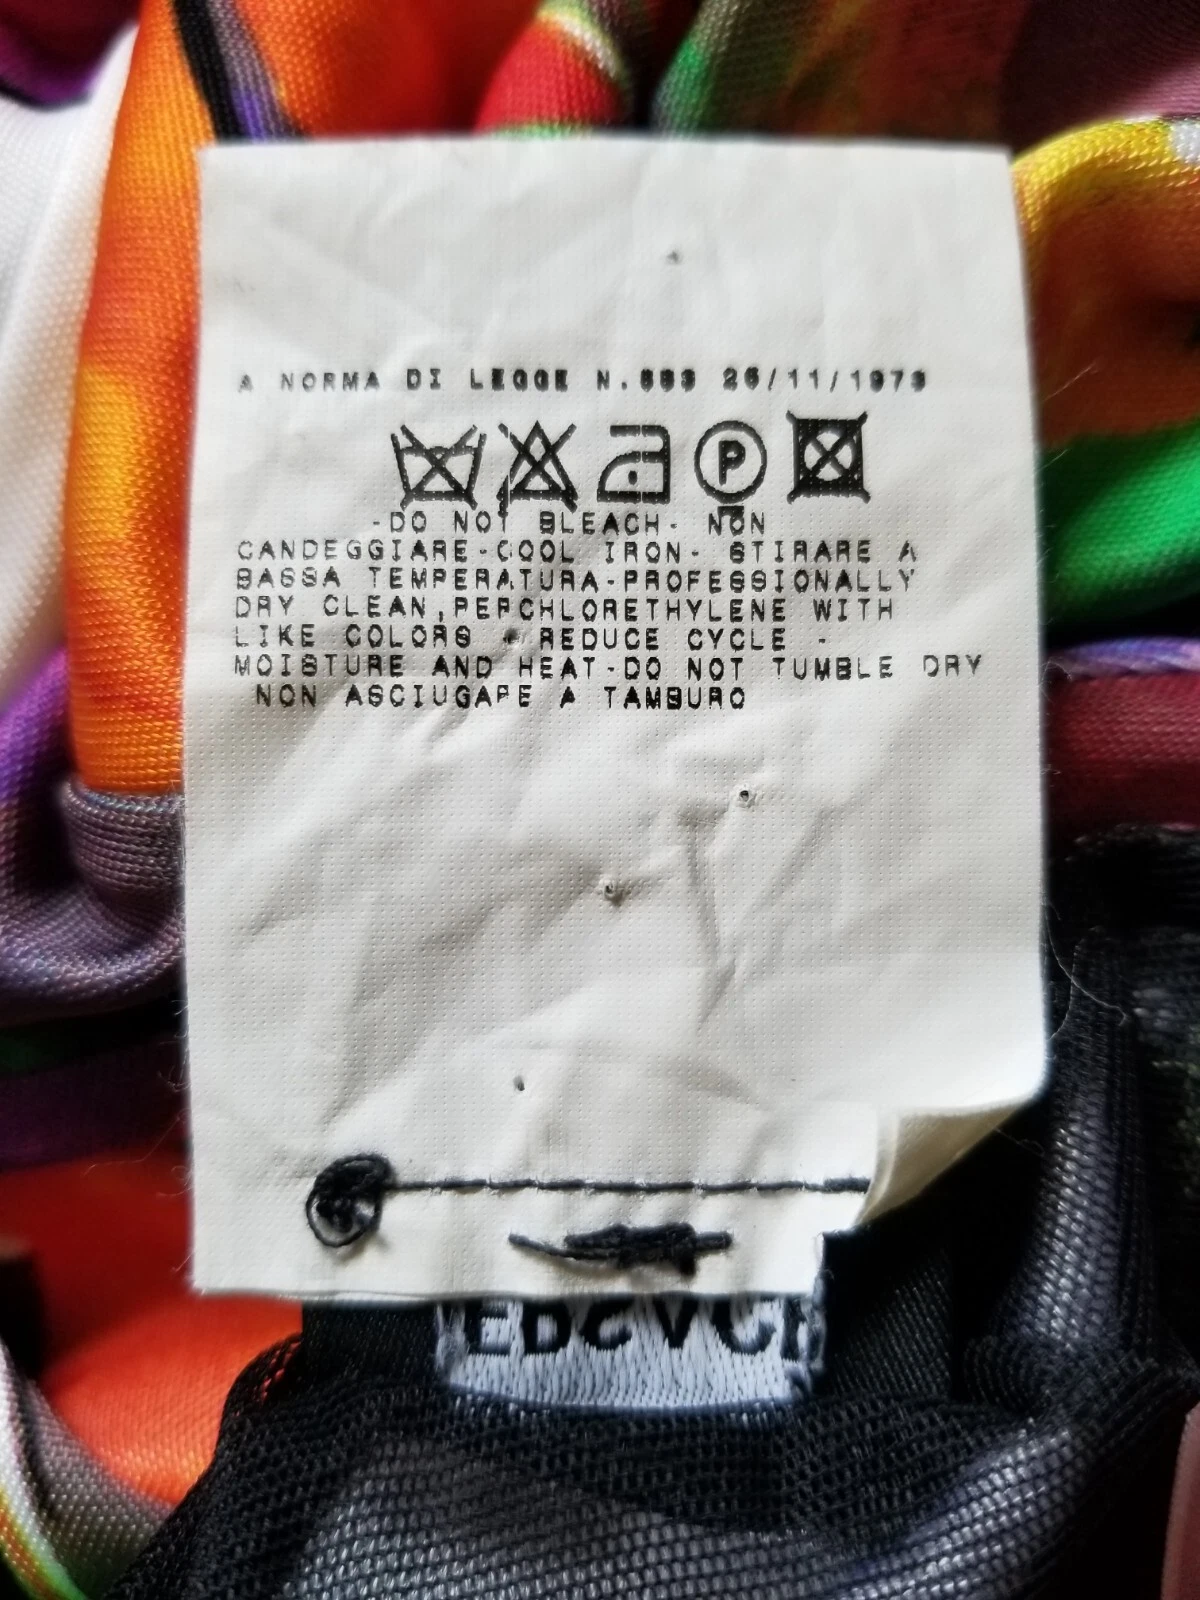 A NORMA DI LEGGE N.883 26/11/1973
P
-DO NOT BLEACH- NON
CANDEGGIARE-COOL IRON- STIRARE A
BASSA TEMPERATURA-PROFESSIONALLY
DRY CLEAN,PERCHLORETHYLENE WITH
LIKE COLORS - REDUCE CYCLE -
MOISTURE AND HEAT-DO NOT TUMBLE DRY
NON ASCIUGARE A TAMBURO